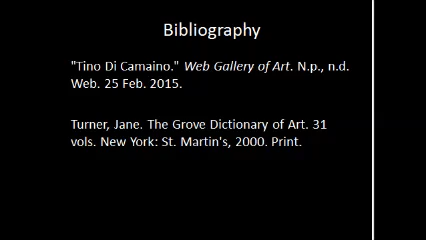 Bibliography
"Tino Di Camaino." Web Gallery of Art. N.p., n.d.
Web. 25 Feb. 2015.
Turner, Jane. The Grove Dictionary of Art. 31
vols. New York: St. Martin's, 2000. Print.